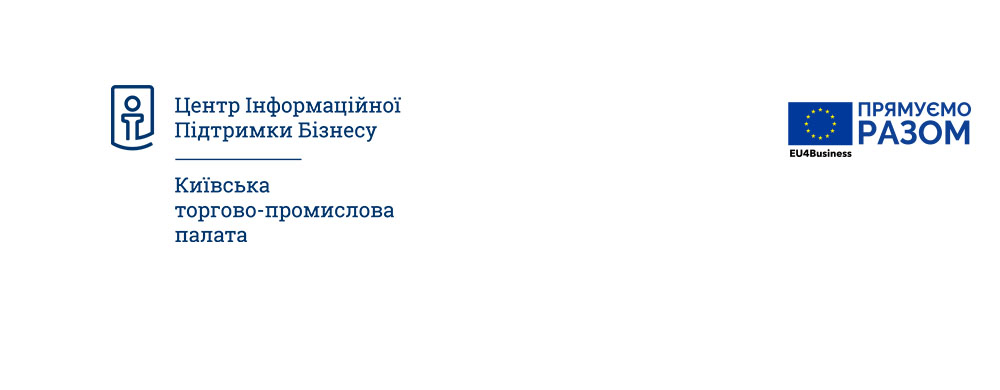 Центр Інформаційної
Підтримки Бізнесу
Київська
торгово-промислова
палата
ПРЯМУЄМО
РАЗОМ
EU4Business